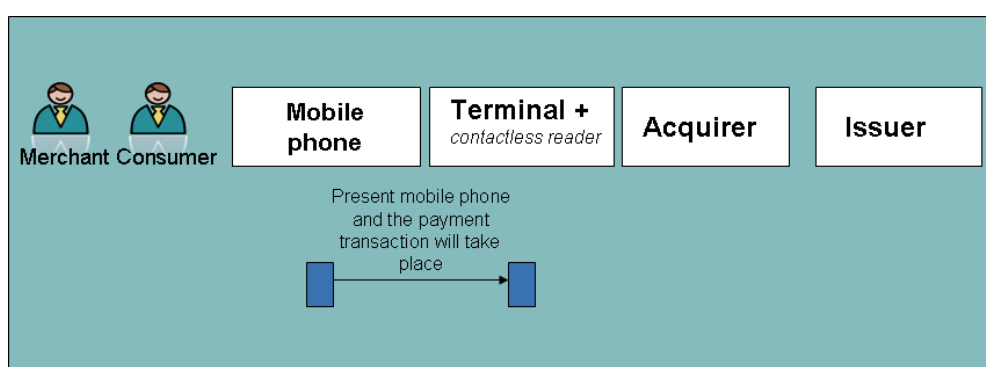 Merchant Consumer
Mobile
phone
Terminal +
contactless reader
Acquirer
Issuer
Present mobile phone
and the payment
transaction will take
place